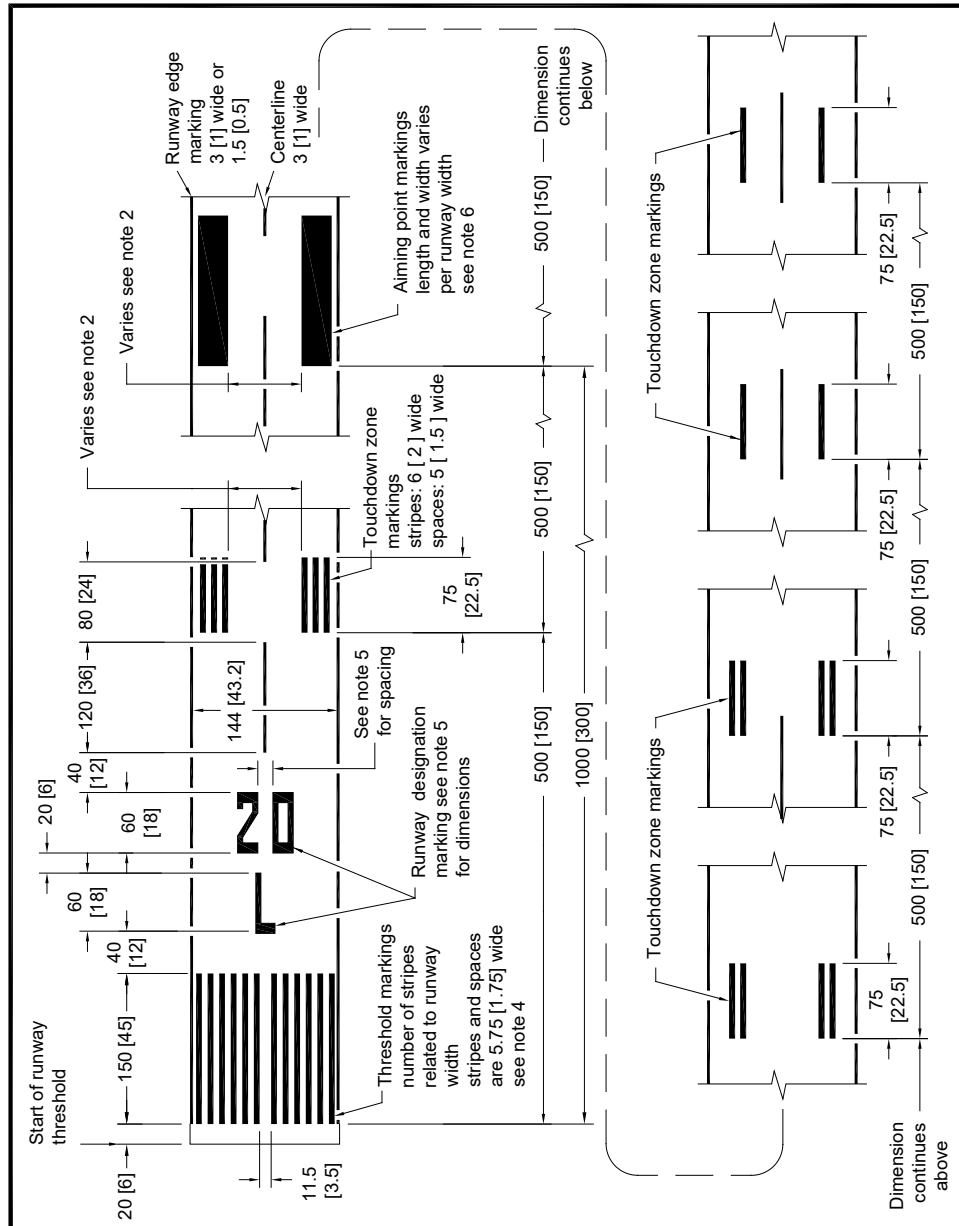 Start of runway
threshold
20 [6]
150 [45]
40
[12]
60
[18]
20 [6]
60
[18]
40
[12]
120 [36]
80 [24]
Varies see note 2
Varies see note 2
Runway edge
marking
3 [1] wide or
1.5 [0.5]
Centerline
3 [1] wide
144 [43.2]
L
20
11.5
[3.5]
Threshold markings
number of stripes
related to runway
width
stripes and spaces
are 5.75 [1.75] wide
see note 4
Runway designation
marking see note 5
for dimensions
See note 5
for spacing
Touchdown zone
markings
stripes: 6 [ 2 ] wide
spaces: 5 [ 1.5 ] wide
75
[22.5]
Aiming point markings
length and width varies
per runway width
see note 6
500 [150]
500 [150]
500 [150]
1000 [300]
Dimension
continues
below
Touchdown zone markings
Touchdown zone markings
Touchdown zone markings
Touchdown zone markings
75
[22.5]
75 [22.5]
75 [22.5]
75 [22.5]
500 [150]
500 [150]
500 [150]
Dimension
continues
above